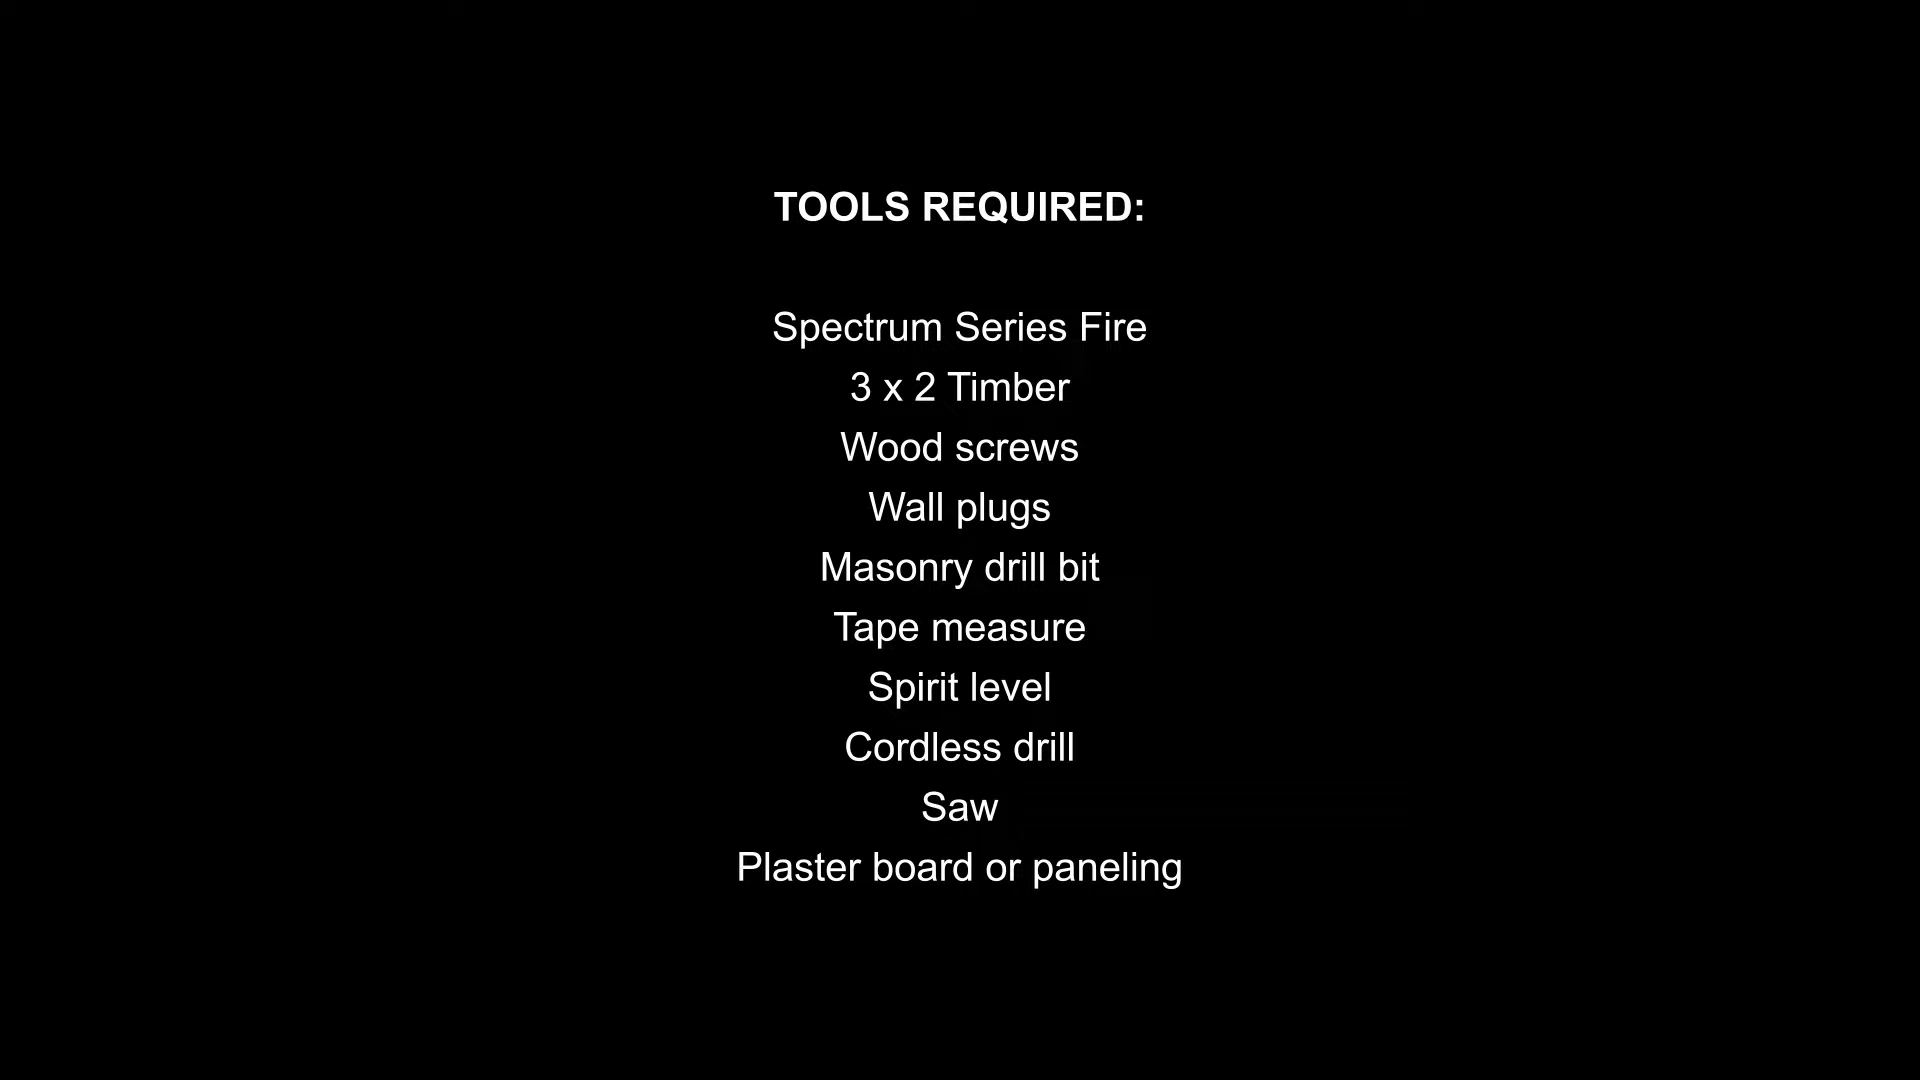 TOOLS REQUIRED:
Spectrum Series Fire
3 x 2 Timber
Wood screws
Wall plugs
Masonry drill bit
Tape measure
Spirit level
Cordless drill
Saw
Plaster board or paneling